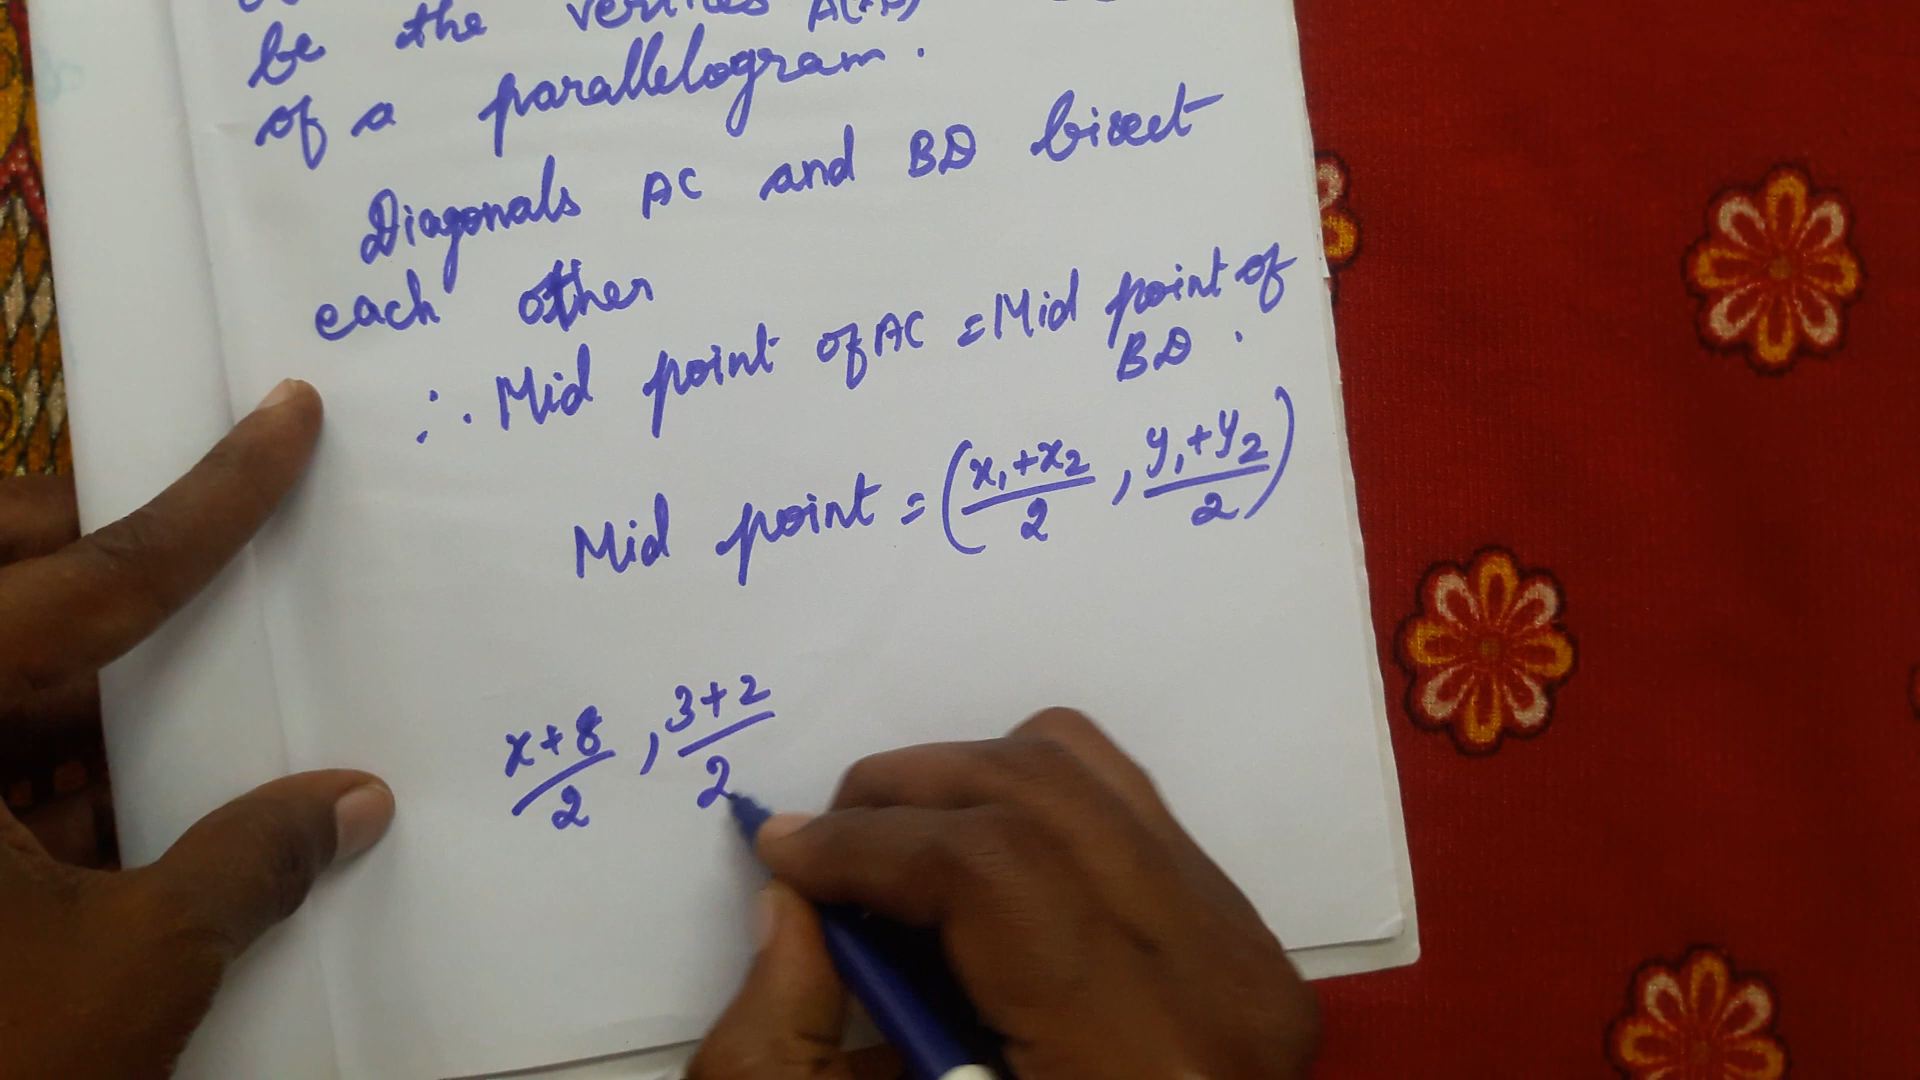 be the vertices
of a parallelogram.
Diagonals AC and BD bisect
each other
∴ Mid point of AC = Mid point of
BD.
Mid point = (x₁+x₂/2, y₁+y₂/2)
x+8/2, 3+2/2